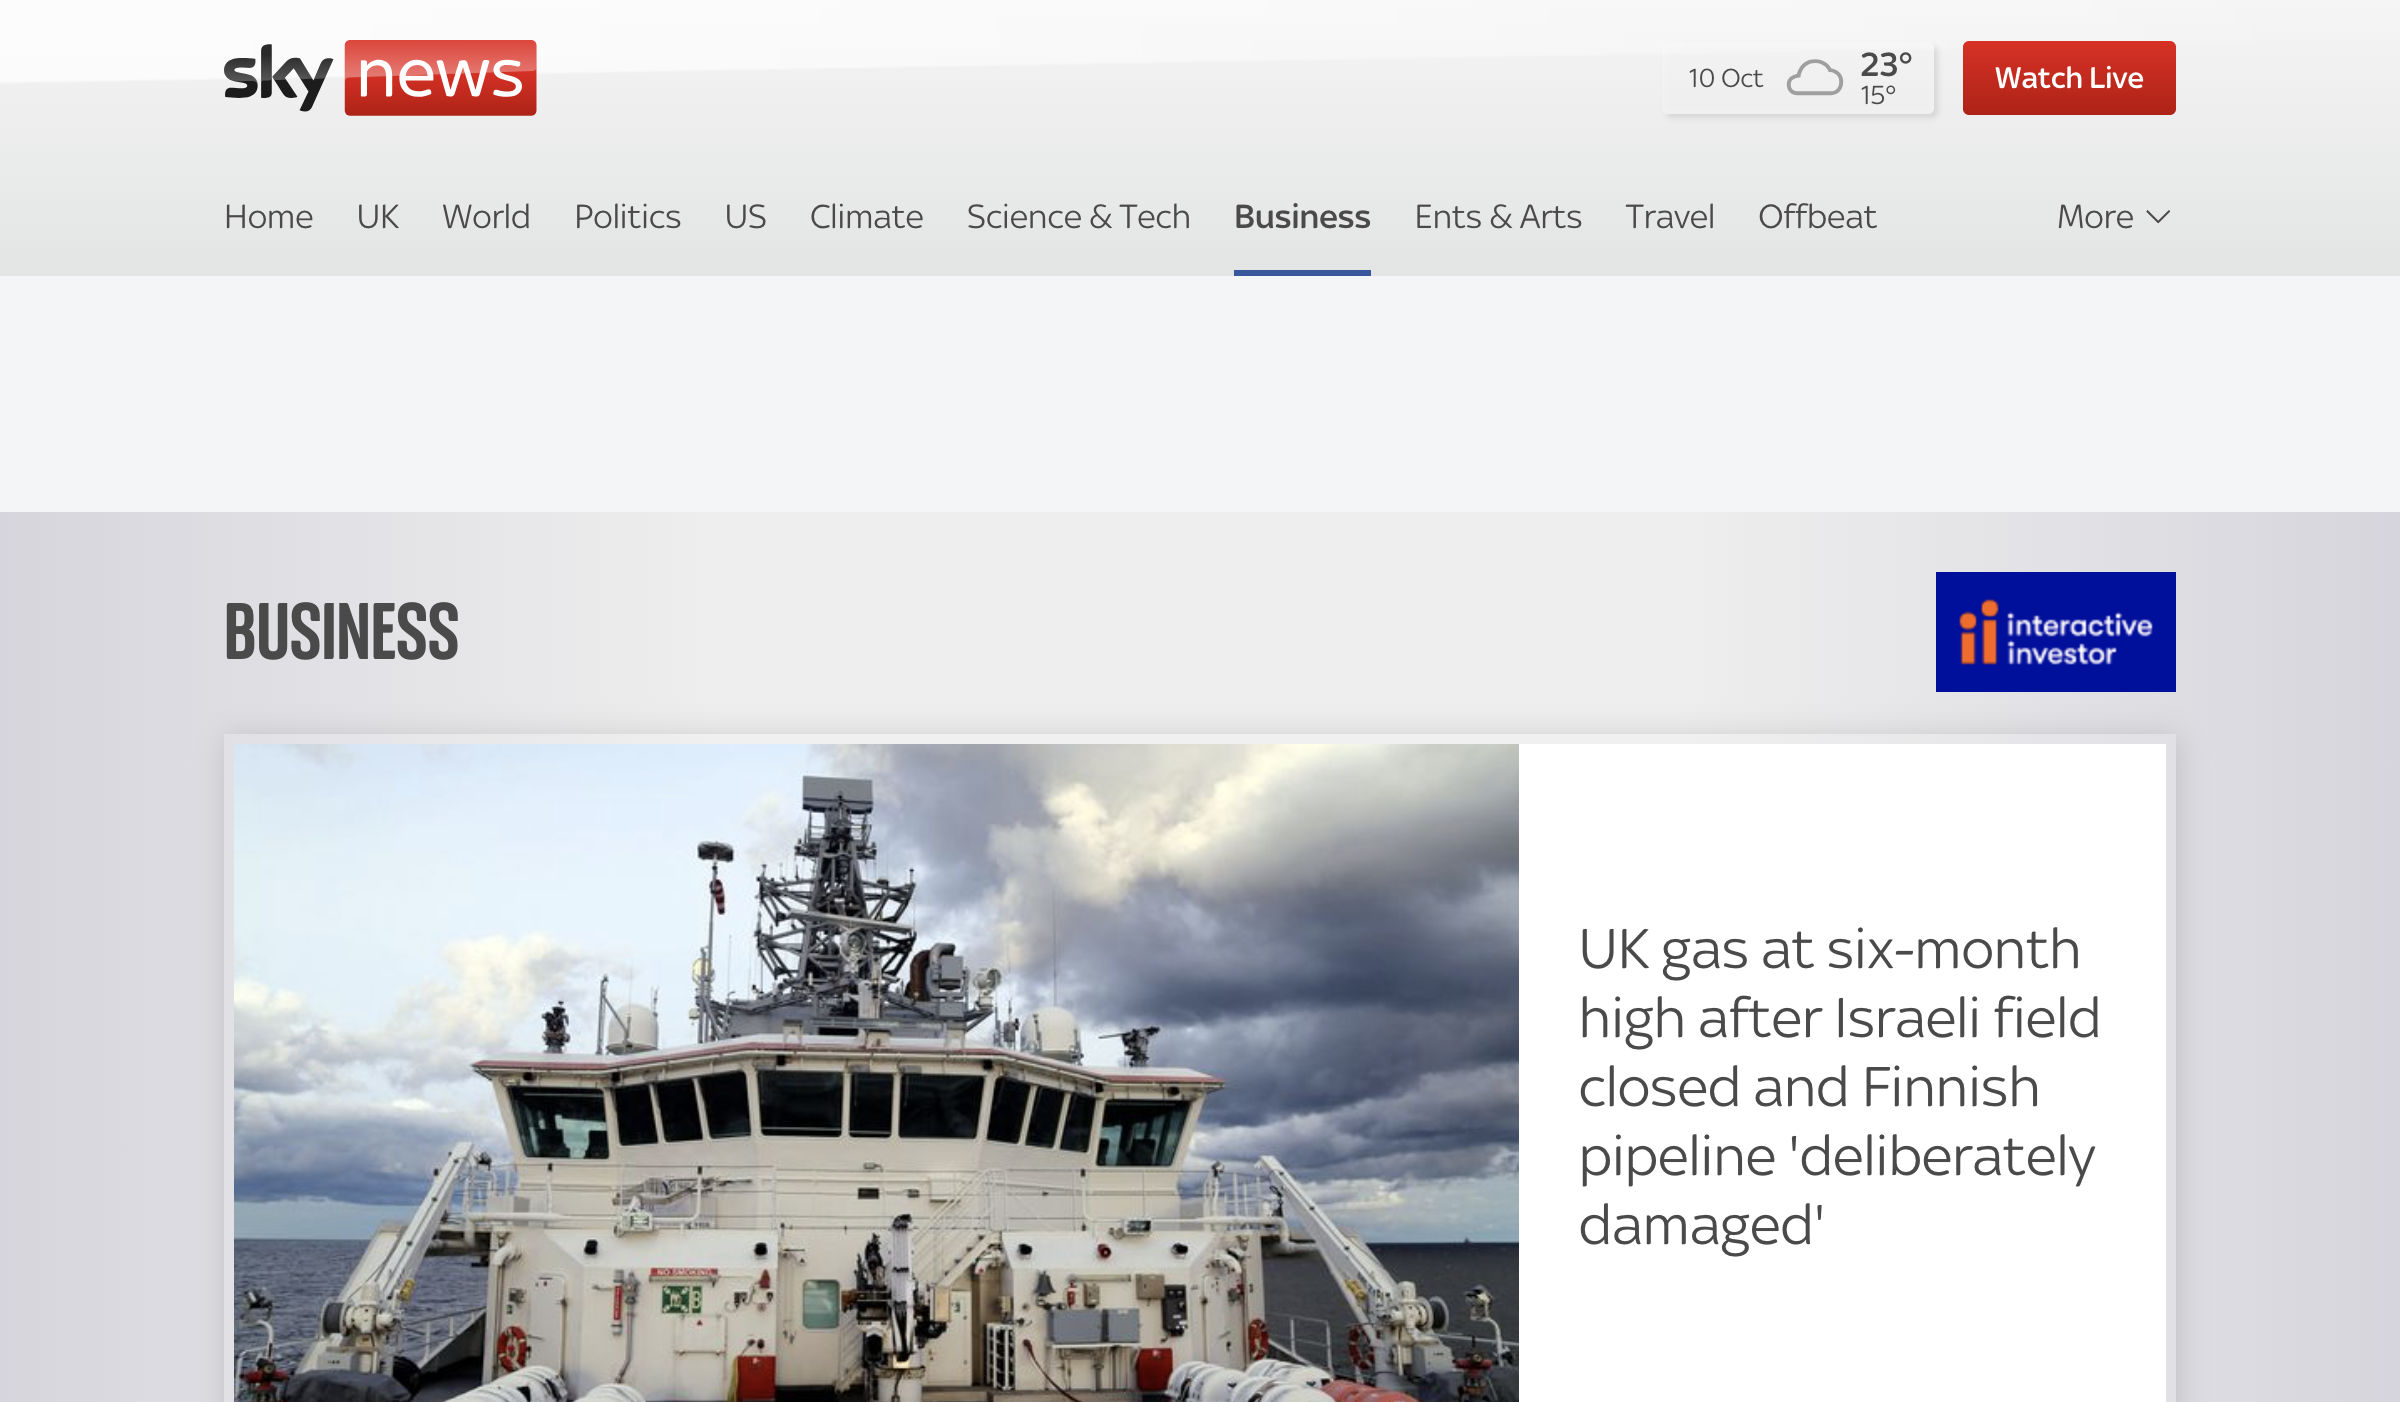 sky news
10 Oct
23°
15°
Watch Live
Home UK World Politics US Climate Science & Tech Business Ents & Arts Travel Offbeat More
BUSINESS
interactive
investor
UK gas at six-month
high after Israeli field
closed and Finnish
pipeline 'deliberately
damaged'
NO SMOKING